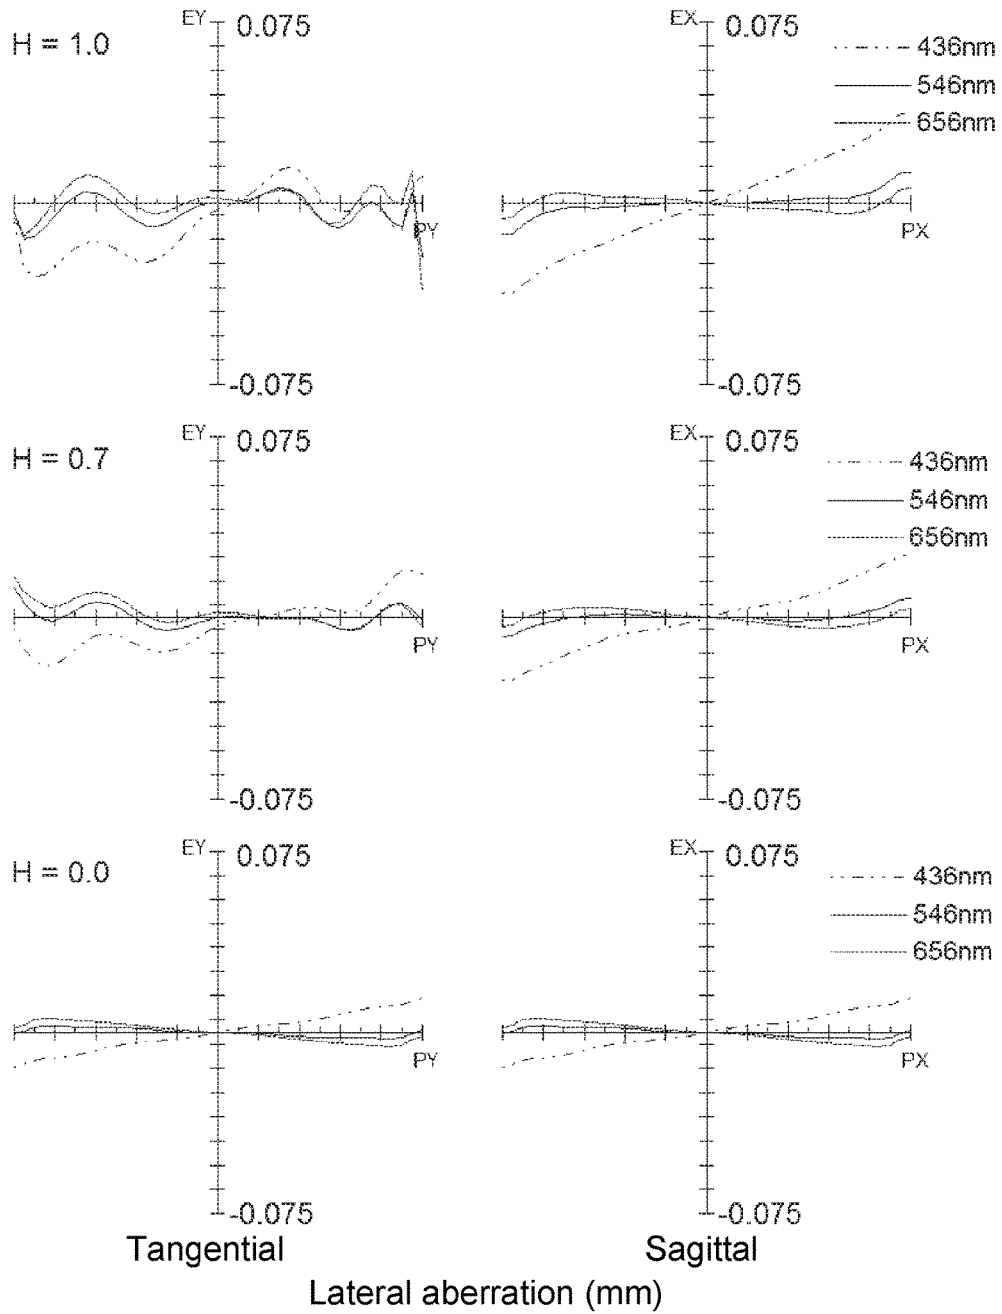 H = 1.0
EY
0.075
PY
-0.075
EX
0.075
436nm
546nm
656nm
PX
-0.075
H = 0.7
EY
0.075
PY
-0.075
EX
0.075
436nm
546nm
656nm
PX
-0.075
H = 0.0
EY
0.075
PY
-0.075
EX
0.075
436nm
546nm
656nm
PX
-0.075
Tangential
Sagittal
Lateral aberration (mm)